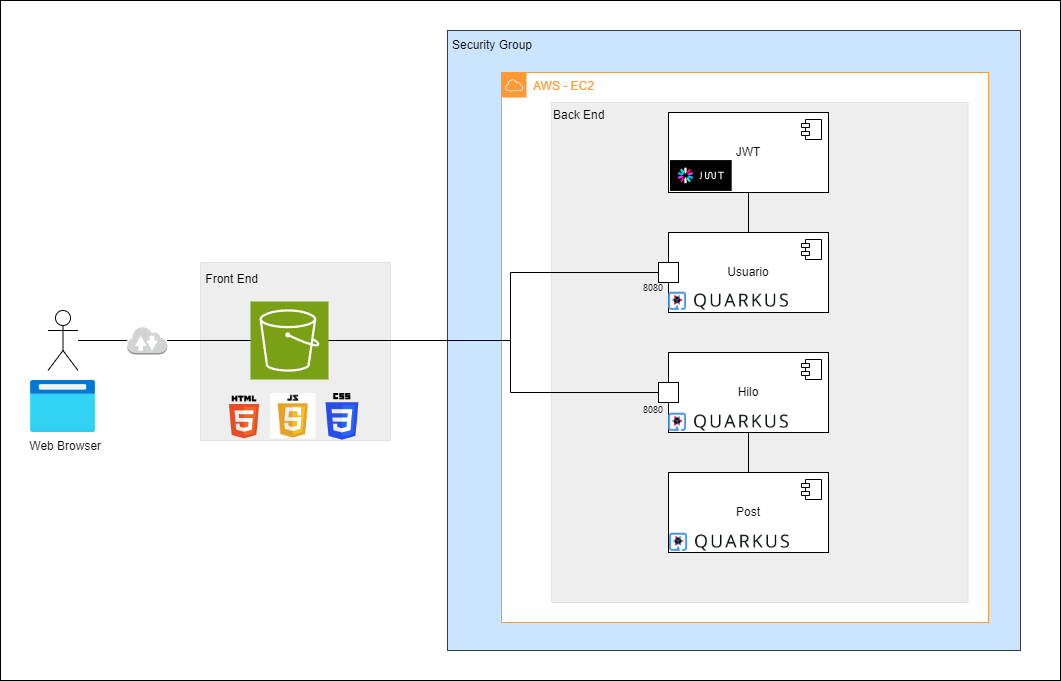 Security Group
AWS - EC2
Back End
JWT
JWT
Usuario
8080
QUARKUS
Front End
HTML
5
JS
5
CSS
3
Web Browser
Hilo
8080
QUARKUS
Post
QUARKUS